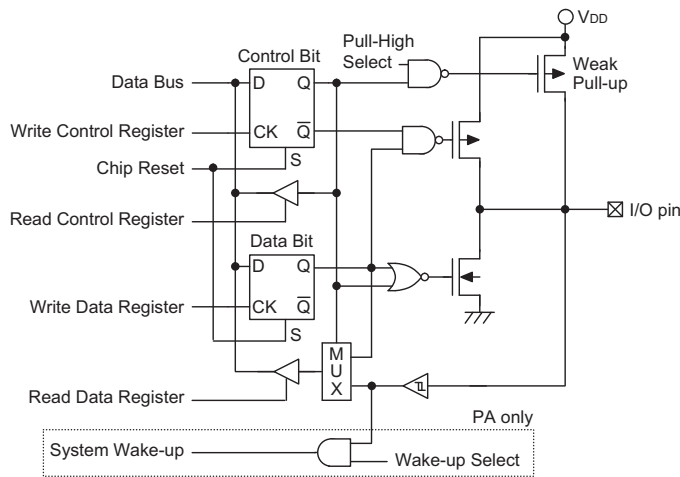 VDD
Pull-High
Select
Control Bit
Weak
Pull-up
Data Bus
D
Q
Write Control Register
CK
Q
S
Chip Reset
I/O pin
Read Control Register
Data Bit
D
Q
Write Data Register
CK
Q
S
M
U
X
Read Data Register
PA only
System Wake-up
Wake-up Select